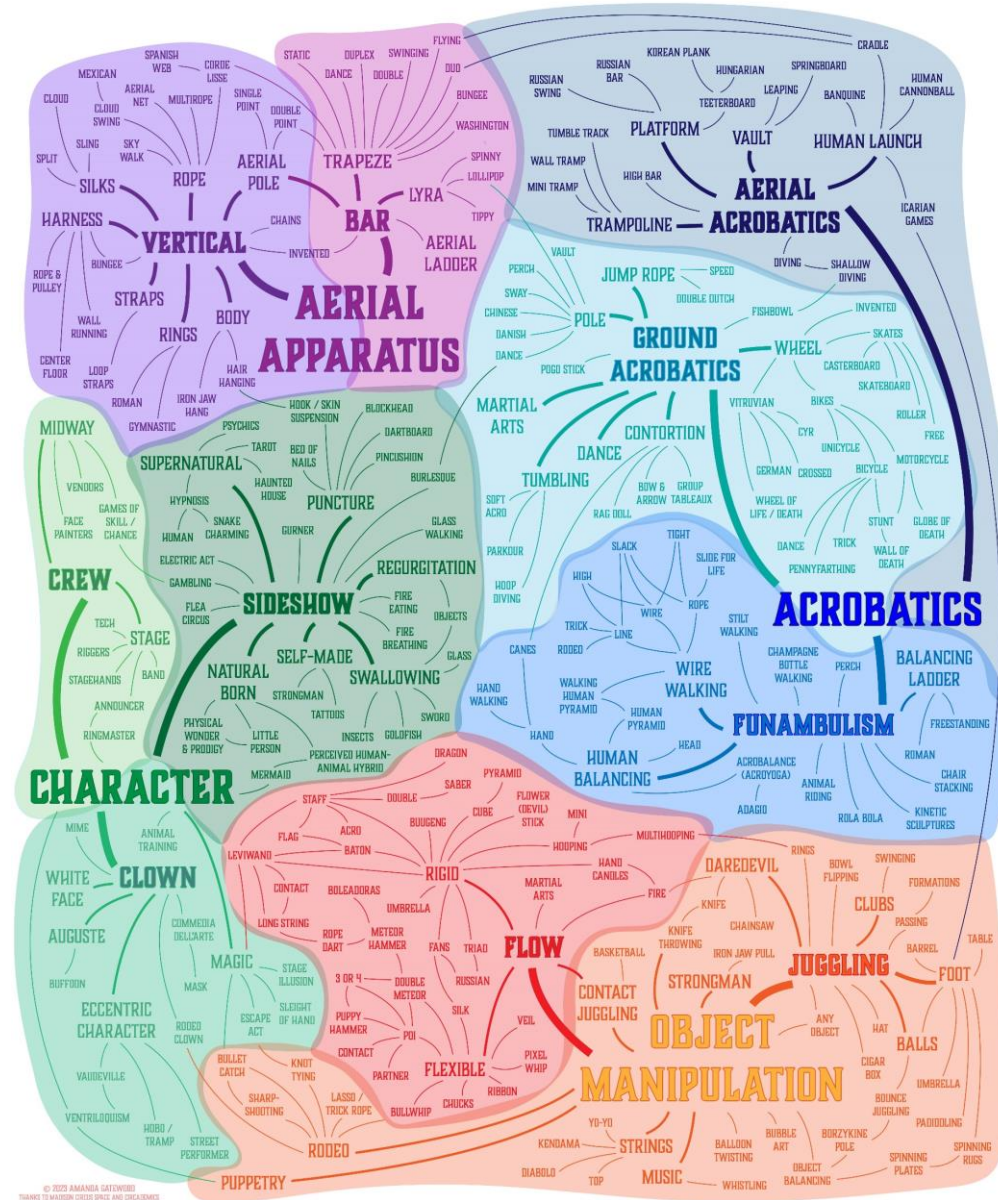 SPANISH
WEB
CORDE
LISSE
MEXICAN
CLOUD
CLOUD
SWING
AERIAL
NET
MULTIROPE
SINGLE
POINT
DOUBLE
POINT
SLING
SKY
WALK
SPLIT
SILKS
ROPE
AERIAL
POLE
HARNESS
VERTICAL
CHAINS
INVENTED
BUNGEE
ROPE &
PULLEY
STRAPS
RINGS
BODY
WALL
RUNNING
CENTER
FLOOR
LOOP
STRAPS
ROMAN
GYMNASTIC
IRON JAW
HANG
HAIR
HANGING
STATIC
DANCE
DUPLEX
DOUBLE
SWINGING
FLYING
DUO
BUNGEE
WASHINGTON
TRAPEZE
SPINNY
LOLLIPOP
LYRA
TIPPY
BAR
AERIAL
LADDER
AERIAL
APPARATUS
CRADLE
KOREAN PLANK
RUSSIAN
SWING
RUSSIAN
BAR
HUNGARIAN
SPRINGBOARD
TEETERBOARD
LEAPING
BANQUINE
HUMAN
CANNONBALL
TUMBLE TRACK
PLATFORM
VAULT
HUMAN LAUNCH
WALL TRAMP
MINI TRAMP
HIGH BAR
TRAMPOLINE
AERIAL
ACROBATICS
ICARIAN
GAMES
DIVING
SHALLOW
DIVING
VAULT
PERCH
SWAY
CHINESE
DANISH
DANCE
POLE
JUMP ROPE
SPEED
DOUBLE DUTCH
GROUND
ACROBATICS
POGO STICK
FISHBOWL
INVENTED
WHEEL
SKATES
CASTERBOARD
SKATEBOARD
ROLLER
FREE
MARTIAL
ARTS
VITRUVIAN
BIKES
CYR
UNICYCLE
GERMAN
CROSSED
BICYCLE
MOTORCYCLE
CONTORTION
DANCE
TUMBLING
BOW &
ARROW
GROUP
TABLEAUX
RAG DOLL
SOFT
ACRO
PARKOUR
HOOP
DIVING
WHEEL OF
LIFE / DEATH
DANCE
PENNYFARTHING
TRICK
STUNT
WALL OF
DEATH
GLOBE OF
DEATH
ACROBATICS
MIDWAY
VENDORS
FACE
PAINTERS
GAMES OF
SKILL /
CHANCE
CREW
GAMBLING
TECH
RIGGERS
STAGE
STAGEHANDS
BAND
ANNOUNCER
RINGMASTER
CHARACTER
PSYCHICS
TAROT
SUPERNATURAL
HAUNTED
HOUSE
HYPNOSIS
HUMAN
SNAKE
CHARMING
HOOK / SKIN
SUSPENSION
BLOCKHEAD
BED OF
NAILS
DARTBOARD
PINCUSHION
BURLESQUE
PUNCTURE
GURNER
GLASS
WALKING
ELECTRIC ACT
REGURGITATION
SIDESHOW
FIRE
EATING
FIRE
BREATHING
OBJECTS
FLEA
CIRCUS
NATURAL
BORN
SELF-MADE
SWALLOWING
GLASS
STRONGMAN
TATTOOS
SWORD
GOLDFISH
INSECTS
PHYSICAL
WONDER
& PRODIGY
LITTLE
PERSON
PERCEIVED HUMAN-
ANIMAL HYBRID
MERMAID
SLACK
TIGHT
SLIDE FOR
LIFE
HIGH
WIRE
ROPE
TRICK
LINE
RODEO
CANES
STILT
WALKING
HAND
WALKING
WIRE
WALKING
CHAMPAGNE
BOTTLE
WALKING
PERCH
BALANCING
LADDER
WALKING
HUMAN
PYRAMID
HUMAN
PYRAMID
FUNAMBULISM
FREESTANDING
ROMAN
HAND
HEAD
HUMAN
BALANCING
ACROBALANCE
(ACROYOGA)
ADAGIO
ANIMAL
RIDING
ROLA BOLA
CHAIR
STACKING
KINETIC
SCULPTURES
MIME
ANIMAL
TRAINING
WHITE
FACE
CLOWN
AUGUSTE
COMMEDIA
DELL'ARTE
BUFFOON
MASK
MAGIC
STAGE
ILLUSION
SLEIGHT
OF HAND
ESCAPE
ACT
ECCENTRIC
CHARACTER
RODEO
CLOWN
VAUDEVILLE
VENTRILOQUISM
HOBO /
TRAMP
STREET
PERFORMER
DRAGON
STAFF
SABER
DOUBLE
PYRAMID
BUUGENG
CUBE
FLOWER
(DEVIL)
STICK
MINI
FLAG
ACRO
BATON
HOOPING
MULTIHOOPING
LEVIWAND
RIGID
HAND
CANDLES
CONTACT
BOLEADORAS
MARTIAL
ARTS
FIRE
LONG STRING
UMBRELLA
ROPE
DART
METEOR
HAMMER
FANS
TRIAD
FLOW
3 OR 4
DOUBLE
METEOR
RUSSIAN
SILK
PUPPY
HAMMER
POI
VEIL
CONTACT
PARTNER
FLEXIBLE
PIXEL
WHIP
RIBBON
CHUCKS
BULLWHIP
RINGS
DAREDEVIL
SWINGING
BOWL
FLIPPING
KNIFE
CHAINSAW
CLUBS
FORMATIONS
PASSING
KNIFE
THROWING
BASKETBALL
IRON JAW PULL
BARREL
TABLE
STRONGMAN
JUGGLING
FOOT
CONTACT
JUGGLING
ANY
OBJECT
HAT
BALLS
OBJECT
MANIPULATION
CIGAR
BOX
UMBRELLA
BOUNCE
JUGGLING
PADIDDLING
BULLET
CATCH
KNOT
TYING
SHARP-
SHOOTING
LASSO /
TRICK ROPE
RODEO
PUPPETRY
YO-YO
KENDAMA
STRINGS
DIABOLO
TOP
MUSIC
BALLOON
TWISTING
BUBBLE
ART
BORZYKINE
POLE
WHISTLING
OBJECT
BALANCING
SPINNING
PLATES
SPINNING
RUGS
© 2023 AMANDA GATEWOOD
THANKS TO MADISON CIRCUS SPACE AND CIRCADEMICS